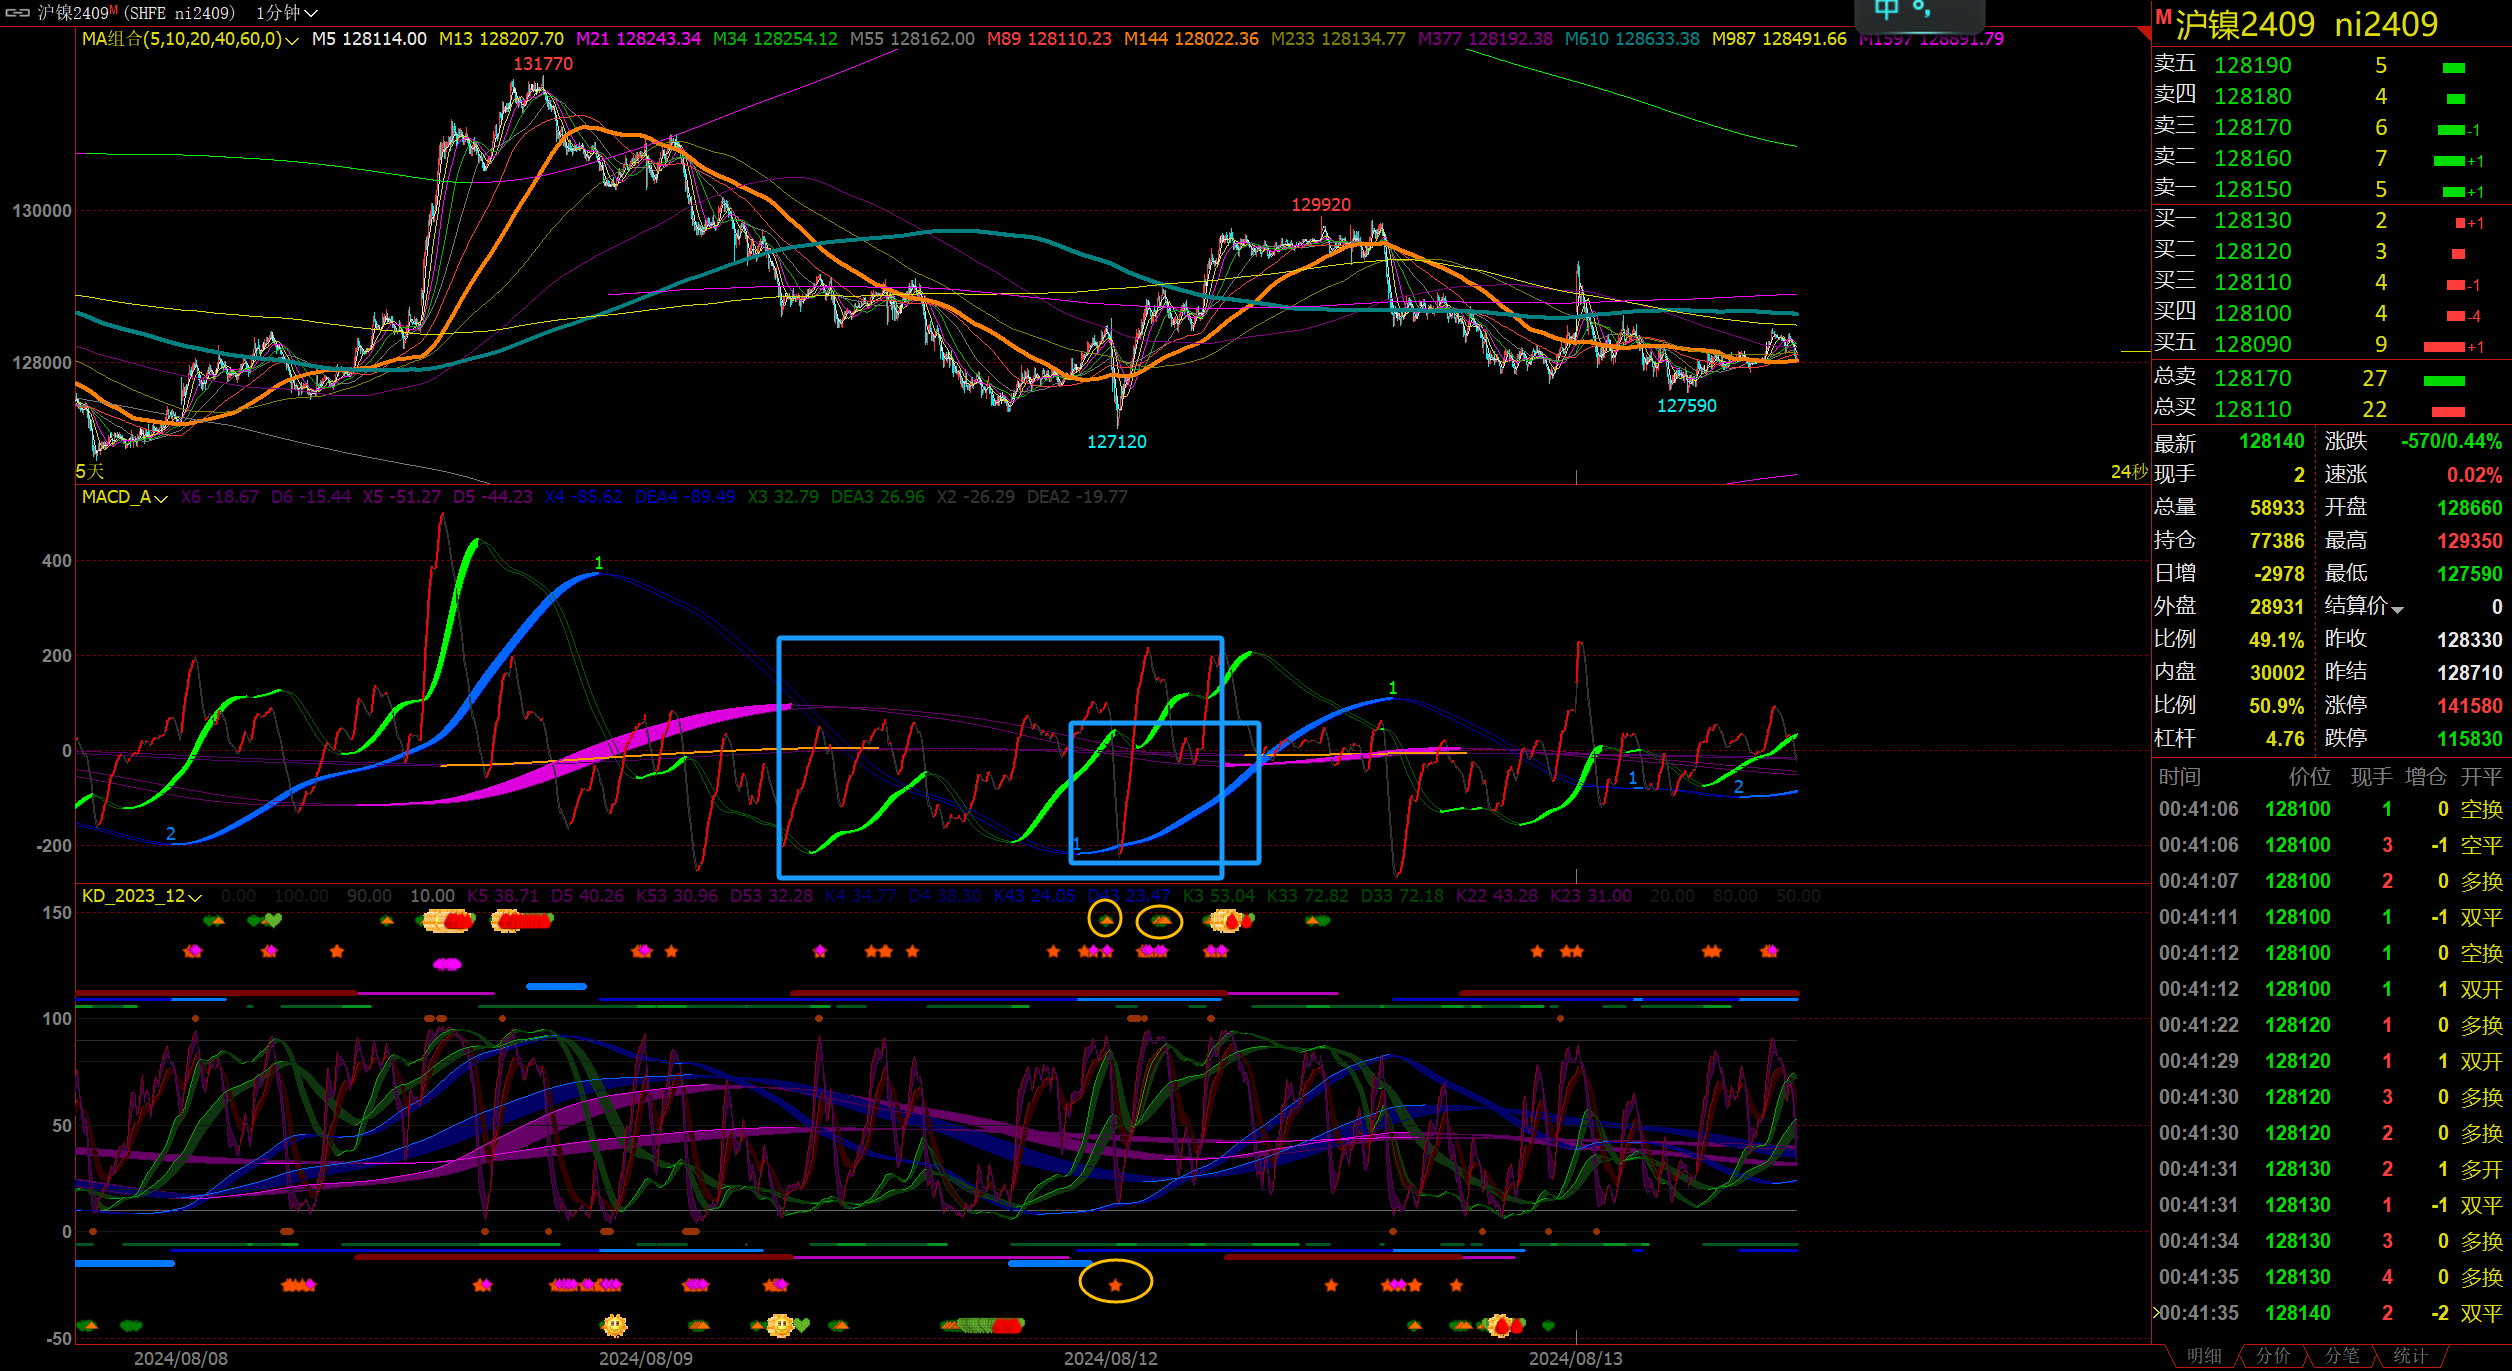 沪镍2409M (SHFE ni2409) 1分钟
中 °,
MA组合(5,10,20,40,60,0) M5 128114.00 M13 128207.70 M21 128243.34 M34 128254.12 M55 128162.00 M89 128110.23 M144 128022.36 M233 128134.77 M377 128192.38 M610 128633.38 M987 128491.66 M1597 128891.79
131770
130000
129920
128000
127590
127120
5天
24秒
MACD_A X6 -18.67 D6 -15.44 X5 -51.27 D5 -44.23 X4 -85.62 DEA4 -89.49 X3 32.79 DEA3 26.96 X2 -26.29 DEA2 -19.77
400
1
200
1
0
1
2
2
-200
1
KD_2023_12 0.00 100.00 90.00 10.00 K5 38.71 D5 40.26 K53 30.96 D53 32.28 K4 34.77 D4 38.30 K43 24.05 D43 23.47 K3 53.04 K33 72.82 D33 72.18 K22 43.28 K23 31.00 20.00 80.00 50.00
150
100
50
0
-50
2024/08/08 2024/08/09 2024/08/12 2024/08/13
M 沪镍2409 ni2409
卖五 128190 5
卖四 128180 4
卖三 128170 6 -1
卖二 128160 7 +1
卖一 128150 5 +1
买一 128130 2 +1
买二 128120 3
买三 128110 4 -1
买四 128100 4 -4
买五 128090 9 +1
总卖 128170 27
总买 128110 22
最新 128140 涨跌 -570/0.44%
现手 2 速涨 0.02%
总量 58933 开盘 128660
持仓 77386 最高 129350
日增 -2978 最低 127590
外盘 28931 结算价 0
比例 49.1% 昨收 128330
内盘 30002 昨结 128710
比例 50.9% 涨停 141580
杠杆 4.76 跌停 115830
时间 价位 现手 增仓 开平
00:41:06 128100 1 0 空换
00:41:06 128100 3 -1 空平
00:41:07 128100 2 0 多换
00:41:11 128100 1 -1 双平
00:41:12 128100 1 0 空换
00:41:12 128100 1 1 双开
00:41:22 128120 1 0 多换
00:41:29 128120 1 1 双开
00:41:30 128120 3 0 多换
00:41:30 128120 2 0 多换
00:41:31 128130 2 1 多开
00:41:31 128130 1 -1 双平
00:41:34 128130 3 0 多换
00:41:35 128130 4 0 多换
>00:41:35 128140 2 -2 双平
明细 分价 分笔 统计